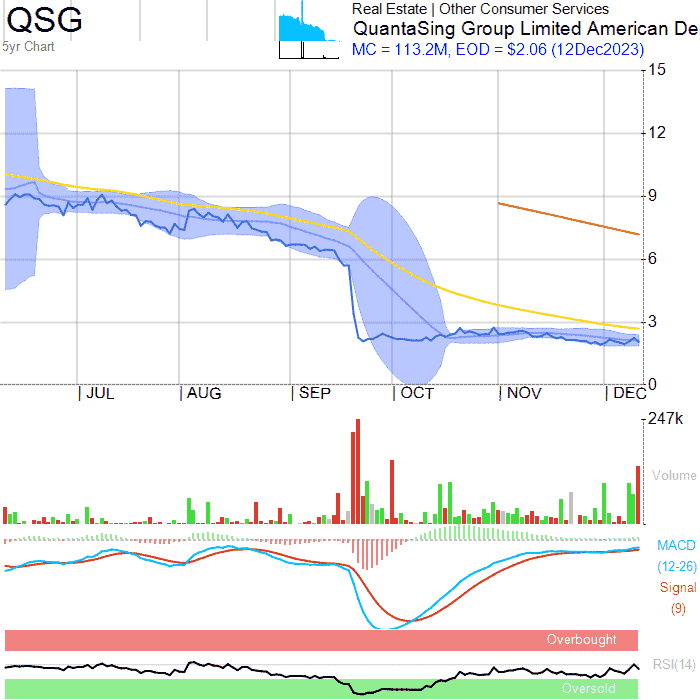 QSG
5yr Chart
Real Estate | Other Consumer Services
QuantaSing Group Limited American De
MC = 113.2M, EOD = $2.06 (12Dec2023)
15
12
9
6
3
0
| JUL | AUG | SEP | OCT | NOV | DEC
247k
Volume
MACD
(12-26)
Signal
(9)
Overbought
RSI(14)
Oversold